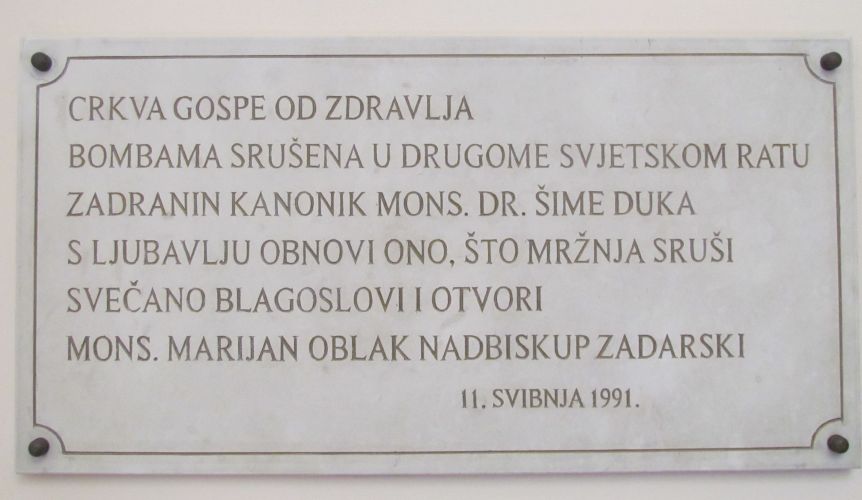 CRKVA GOSPE OD ZDRAVLJA
BOMBAMA SRUŠENA U DRUGOME SVJETSKOM RATU
ZADRANIN KANONIK MONS. DR. ŠIME DUKA
S LJUBAVLJU OBNOVI ONO, ŠTO MRŽNJA SRUŠI
SVEČANO BLAGOSLOVI I OTVORI
MONS. MARIJAN OBLAK NADBISKUP ZADARSKI
11. SVIBNJA 1991.